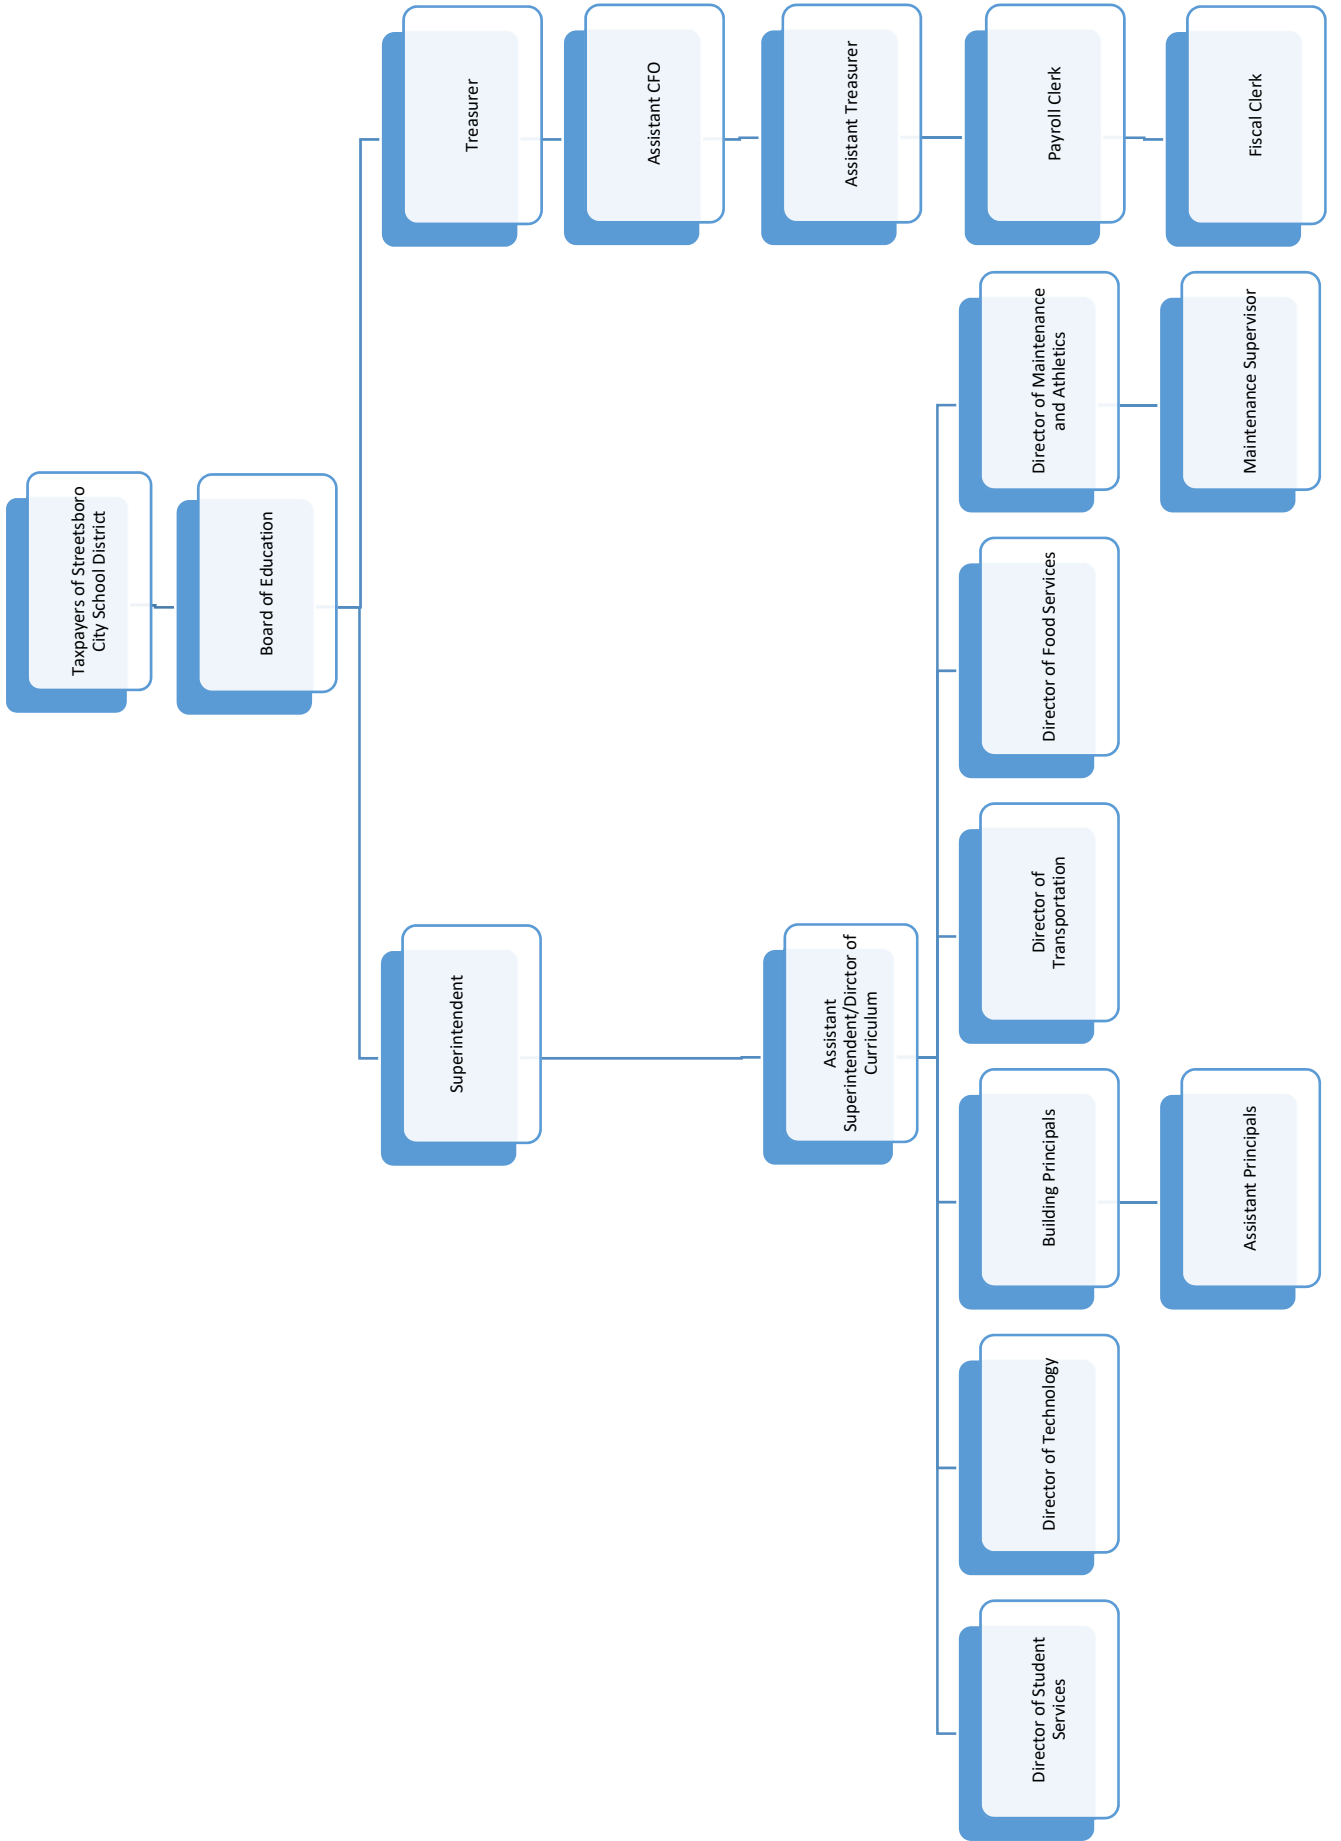 Taxpayers of Streetsboro
City School District
Board of Education
Superintendent
Treasurer
Assistant CFO
Assistant
Superintendent/Dirctor of
Curriculum
Assistant Treasurer
Director of Student
Services
Director of Technology
Building Principals
Director of
Transportation
Director of Food Services
Director of Maintenance
and Athletics
Payroll Clerk
Assistant Principals
Maintenance Supervisor
Fiscal Clerk